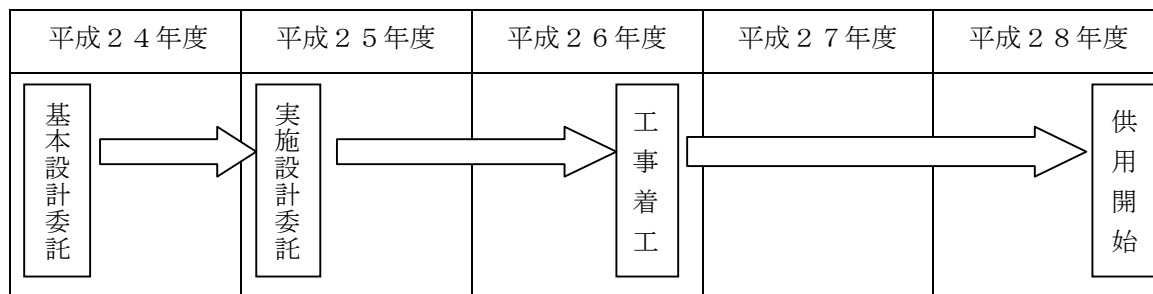 平成２４年度
平成２５年度
平成２６年度
平成２７年度
平成２８年度
基本設計委託
実施設計委託
工事着工
供用開始